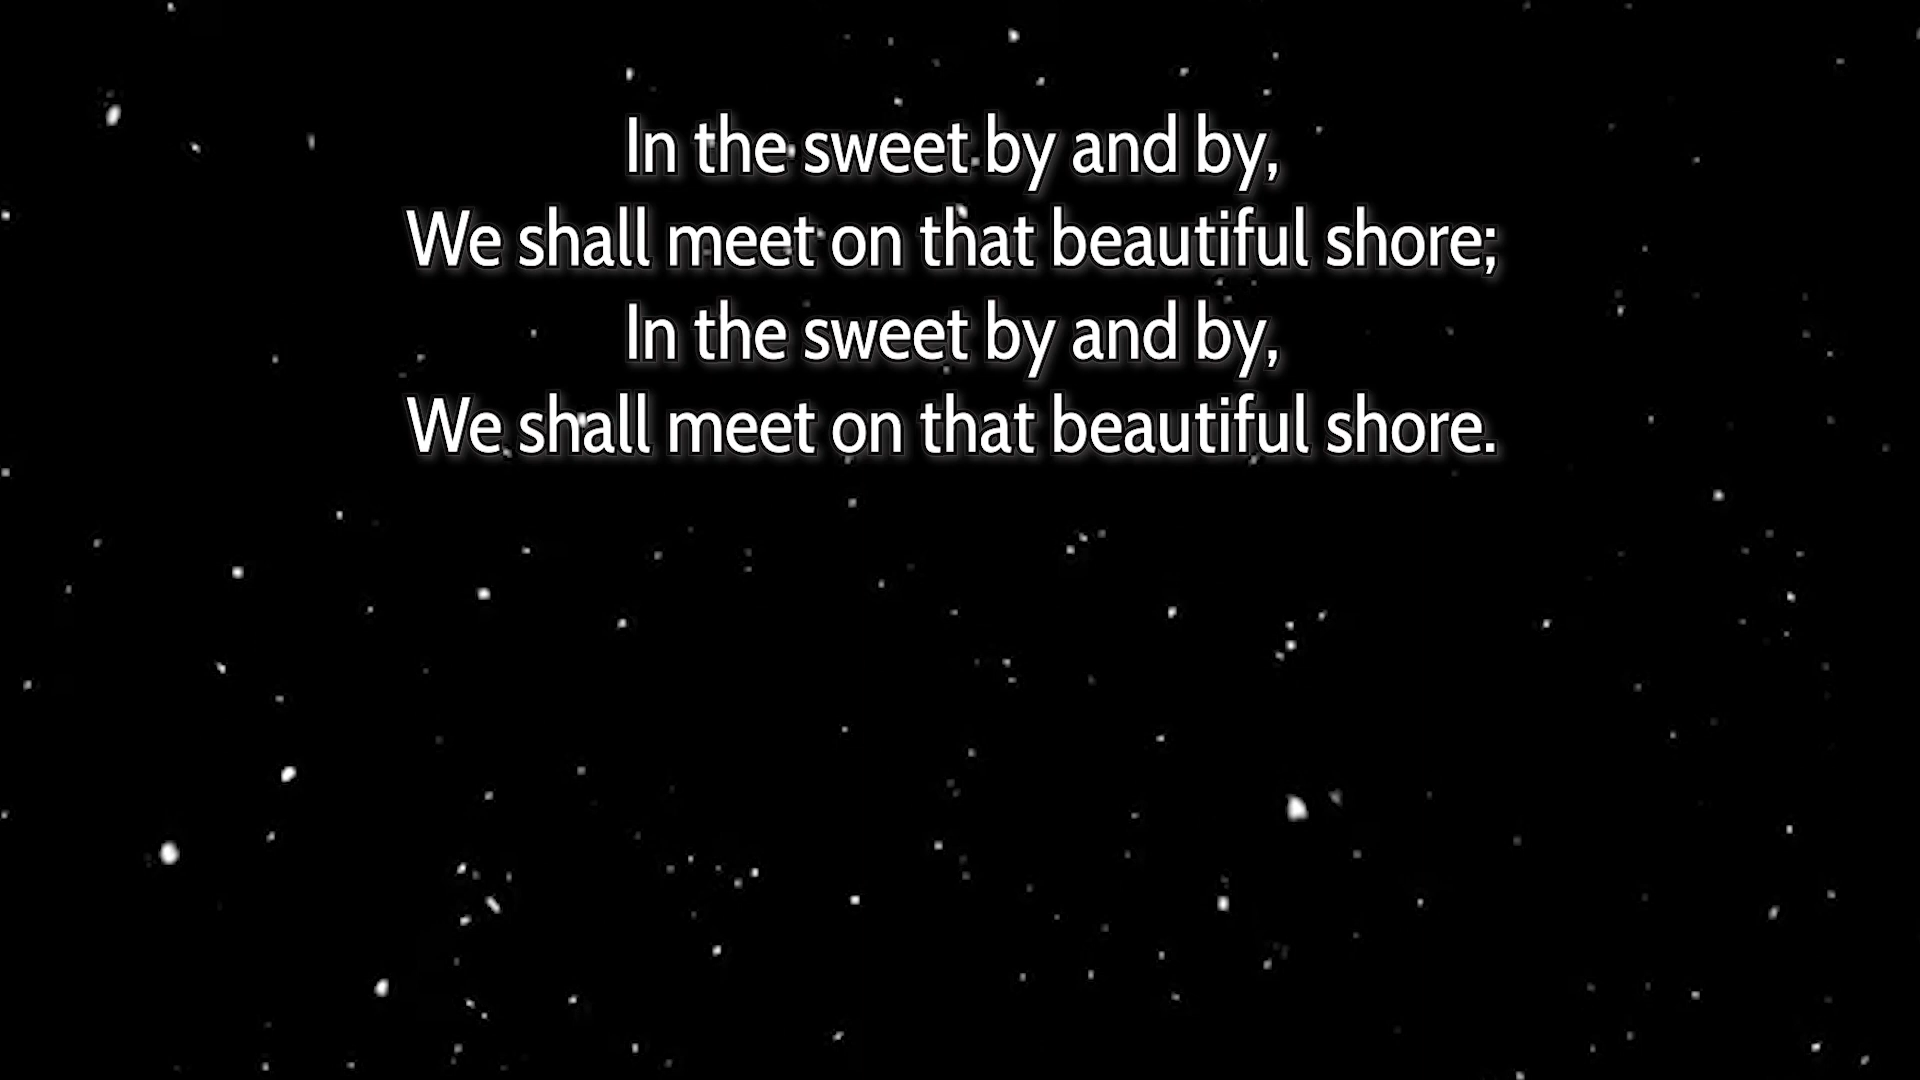 In the sweet by and by,
We shall meet on that beautiful shore;
In the sweet by and by,
We shall meet on that beautiful shore.